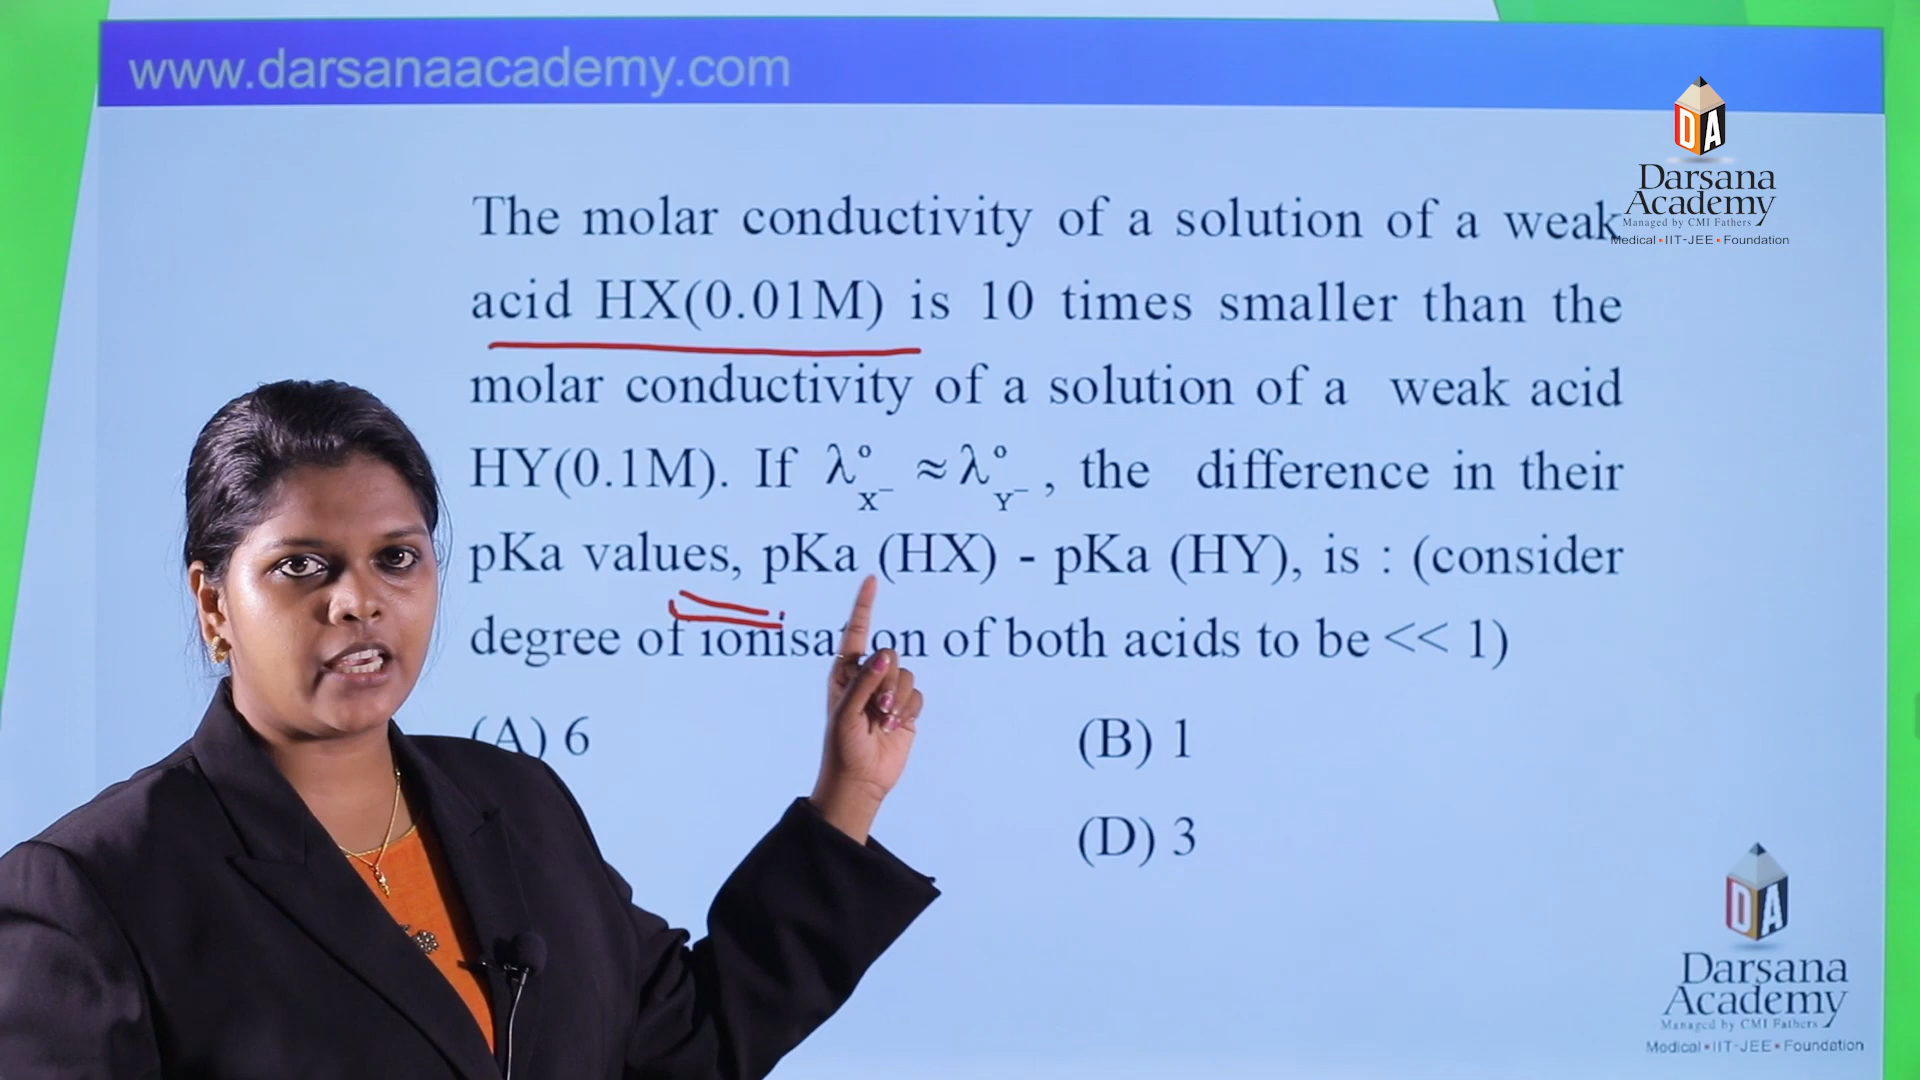 www.darsanaacademy.com
DA
Darsana
Academy
Managed by CMI Fathers
Medical • IIT-JEE • Foundation
The molar conductivity of a solution of a weak
acid HX(0.01M) is 10 times smaller than the
molar conductivity of a solution of a weak acid
HY(0.1M). If λ°X⁻ ≈ λ°Y⁻, the difference in their
pKa values, pKa (HX) - pKa (HY), is : (consider
degree of ionisation of both acids to be << 1)
(A) 6
(B) 1
(D) 3
DA
Darsana
Academy
Managed by CMI Fathers
Medical • IIT-JEE • Foundation